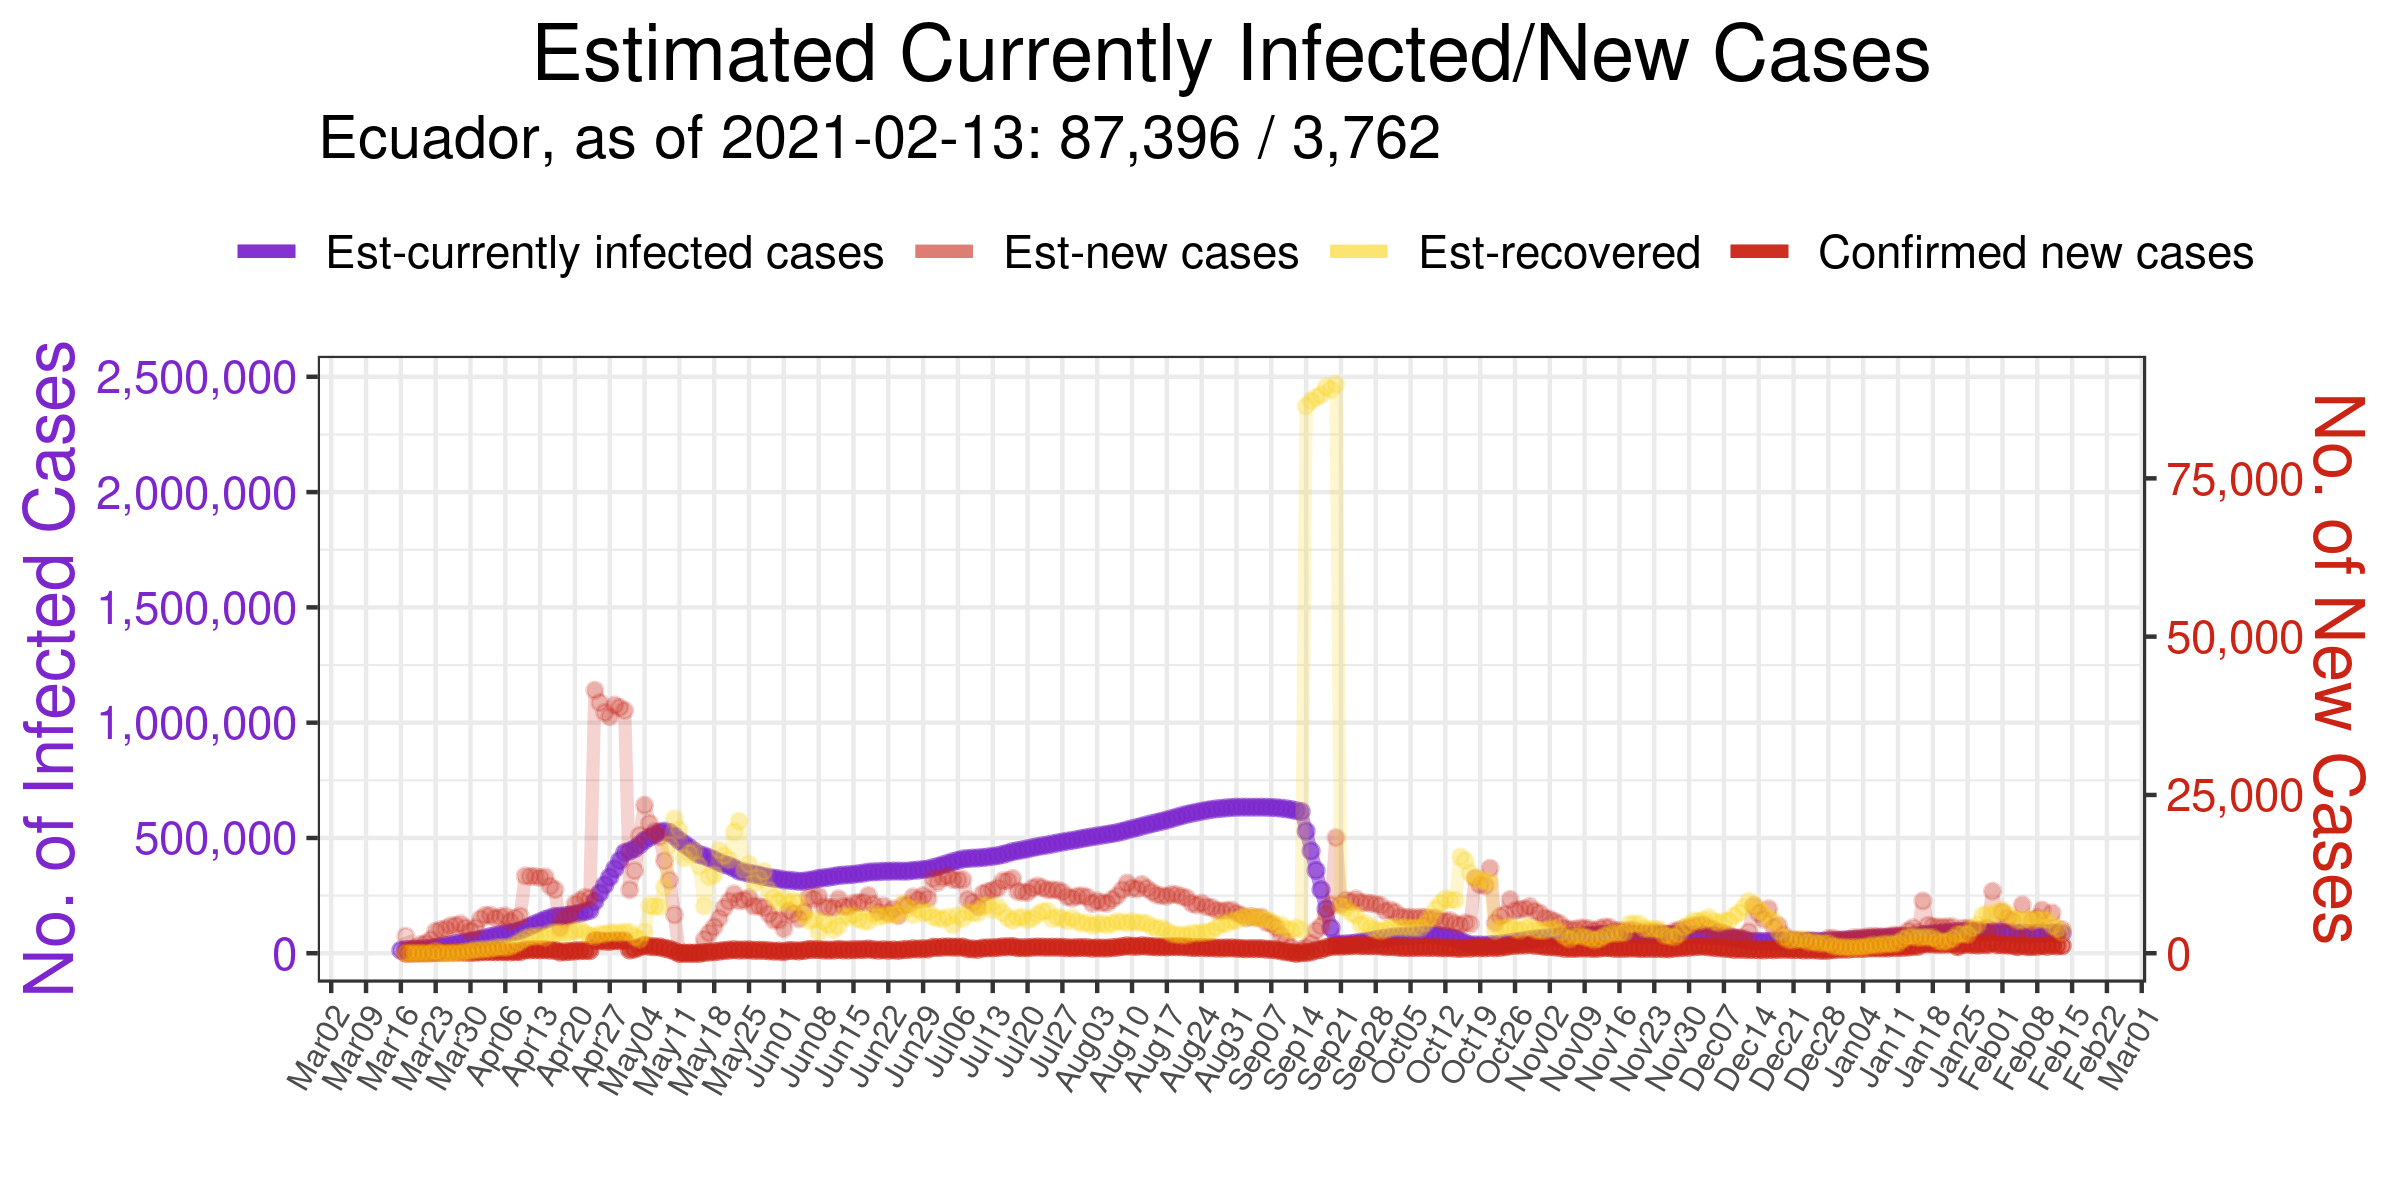 Estimated Currently Infected/New Cases
Ecuador, as of 2021-02-13: 87,396 / 3,762
Est-currently infected cases Est-new cases Est-recovered Confirmed new cases
No. of Infected Cases
2,500,000
2,000,000
1,500,000
1,000,000
500,000
0
75,000
50,000
25,000
0
No. of New Cases
Mar02 Mar09 Mar16 Mar23 Mar30 Apr06 Apr13 Apr20 Apr27 May04 May11 May18 May25 Jun01 Jun08 Jun15 Jun22 Jun29 Jul06 Jul13 Jul20 Jul27 Aug03 Aug10 Aug17 Aug24 Aug31 Sep07 Sep14 Sep21 Sep28 Oct05 Oct12 Oct19 Oct26 Nov02 Nov09 Nov16 Nov23 Nov30 Dec07 Dec14 Dec21 Dec28 Jan04 Jan11 Jan18 Jan25 Feb01 Feb08 Feb15 Feb22 Mar01